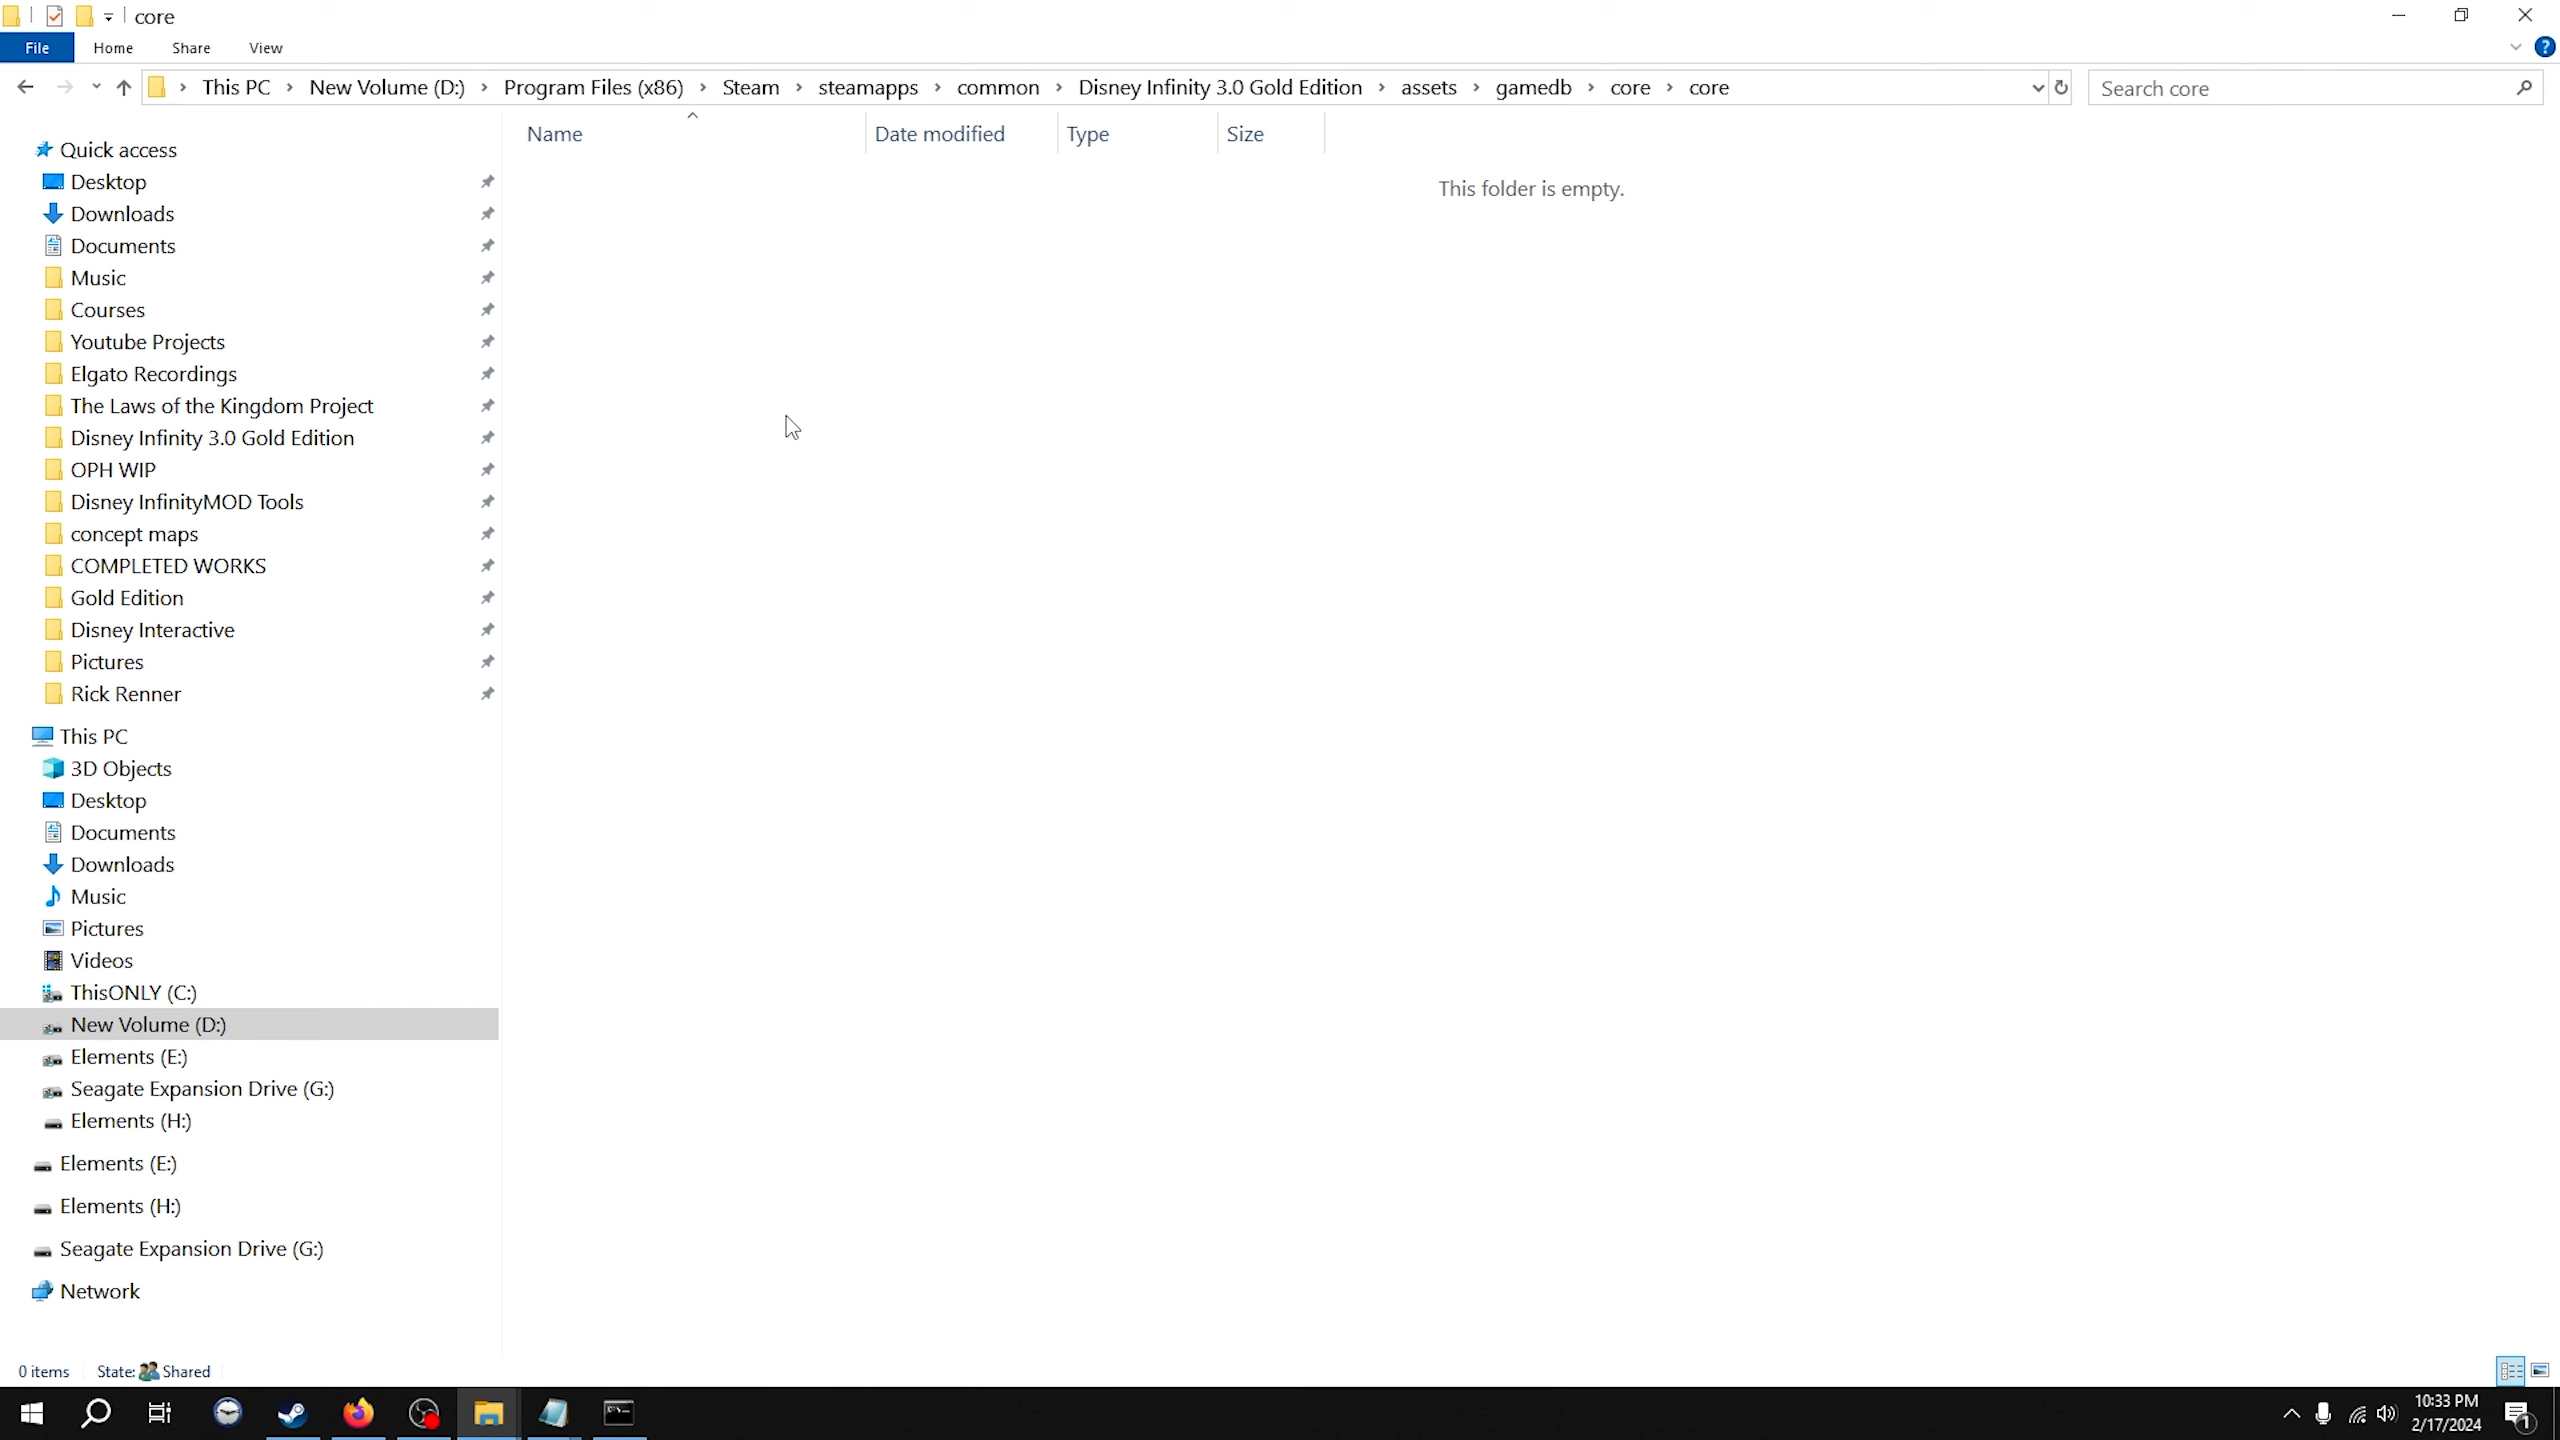 core
File Home Share View
This PC New Volume (D:) Program Files (x86) Steam steamapps common Disney Infinity 3.0 Gold Edition assets gamedb core core
Search core
Name Date modified Type Size
This folder is empty.
Quick access
Desktop
Downloads
Documents
Music
Courses
Youtube Projects
Elgato Recordings
The Laws of the Kingdom Project
Disney Infinity 3.0 Gold Edition
OPH WIP
Disney InfinityMOD Tools
concept maps
COMPLETED WORKS
Gold Edition
Disney Interactive
Pictures
Rick Renner
This PC
3D Objects
Desktop
Documents
Downloads
Music
Pictures
Videos
ThisONLY (C:)
New Volume (D:)
Elements (E:)
Seagate Expansion Drive (G:)
Elements (H:)
Elements (E:)
Elements (H:)
Seagate Expansion Drive (G:)
Network
0 items State: Shared
10:33 PM
2/17/2024
1